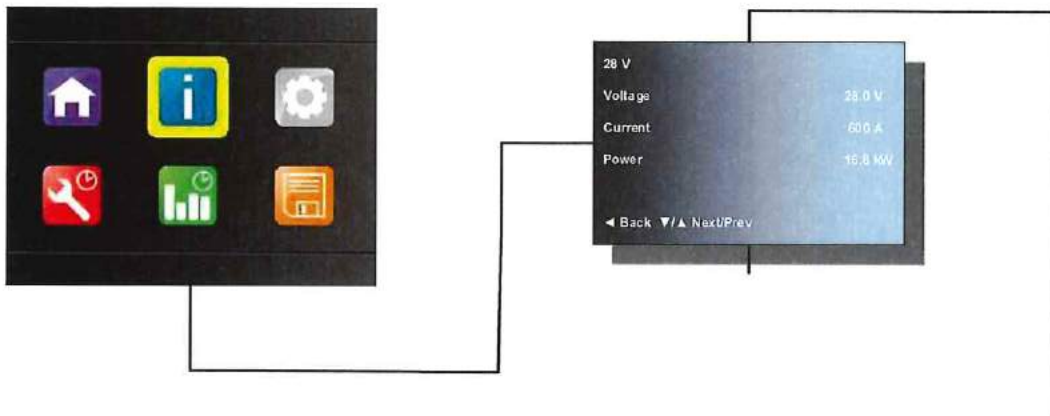 i
28 V
Voltage 28.0 V
Current 600 A
Power 16.8 kW
◄ Back ▼/▲ Next/Prev